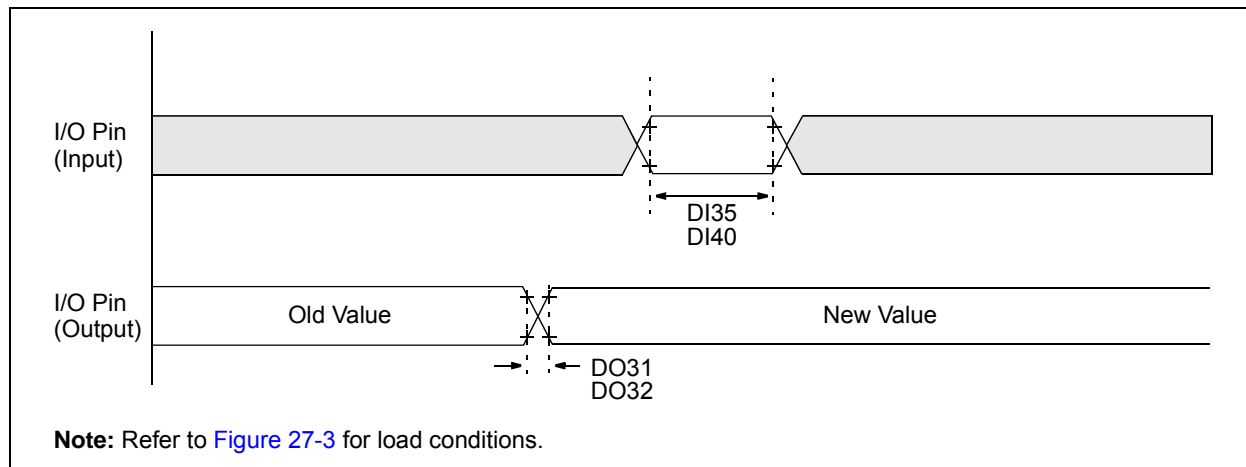 I/O Pin
(Input)
DI35
DI40
I/O Pin
(Output)
Old Value
New Value
DO31
DO32
Note: Refer to Figure 27-3 for load conditions.